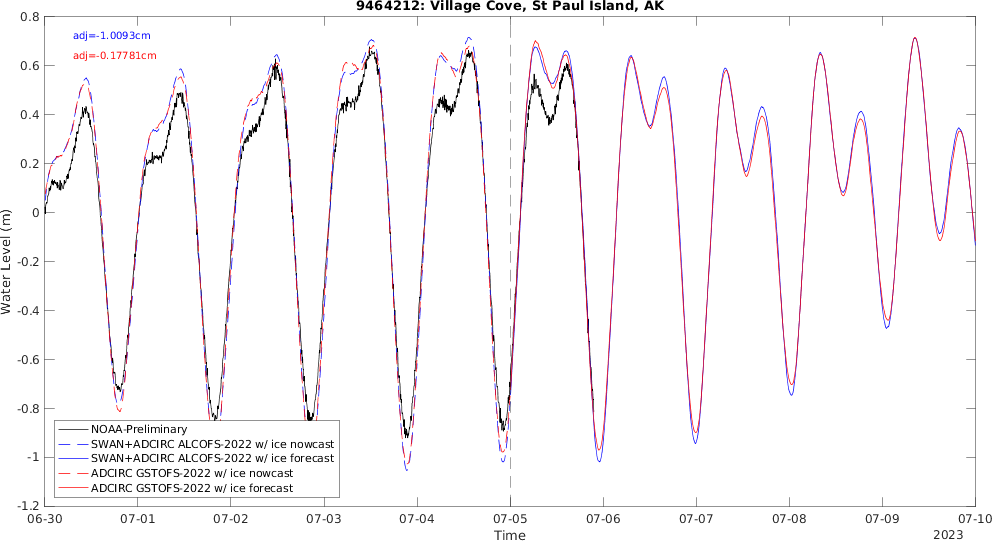 9464212: Village Cove, St Paul Island, AK
adj=-1.0093cm
adj=-0.17781cm
0.8
0.6
0.4
0.2
0
-0.2
-0.4
-0.6
-0.8
-1
-1.2
Water Level (m)
NOAA-Preliminary
SWAN+ADCIRC ALCOFS-2022 w/ ice nowcast
SWAN+ADCIRC ALCOFS-2022 w/ ice forecast
ADCIRC GSTOFS-2022 w/ ice nowcast
ADCIRC GSTOFS-2022 w/ ice forecast
06-30 07-01 07-02 07-03 07-04 07-05 07-06 07-07 07-08 07-09 07-10
Time
2023